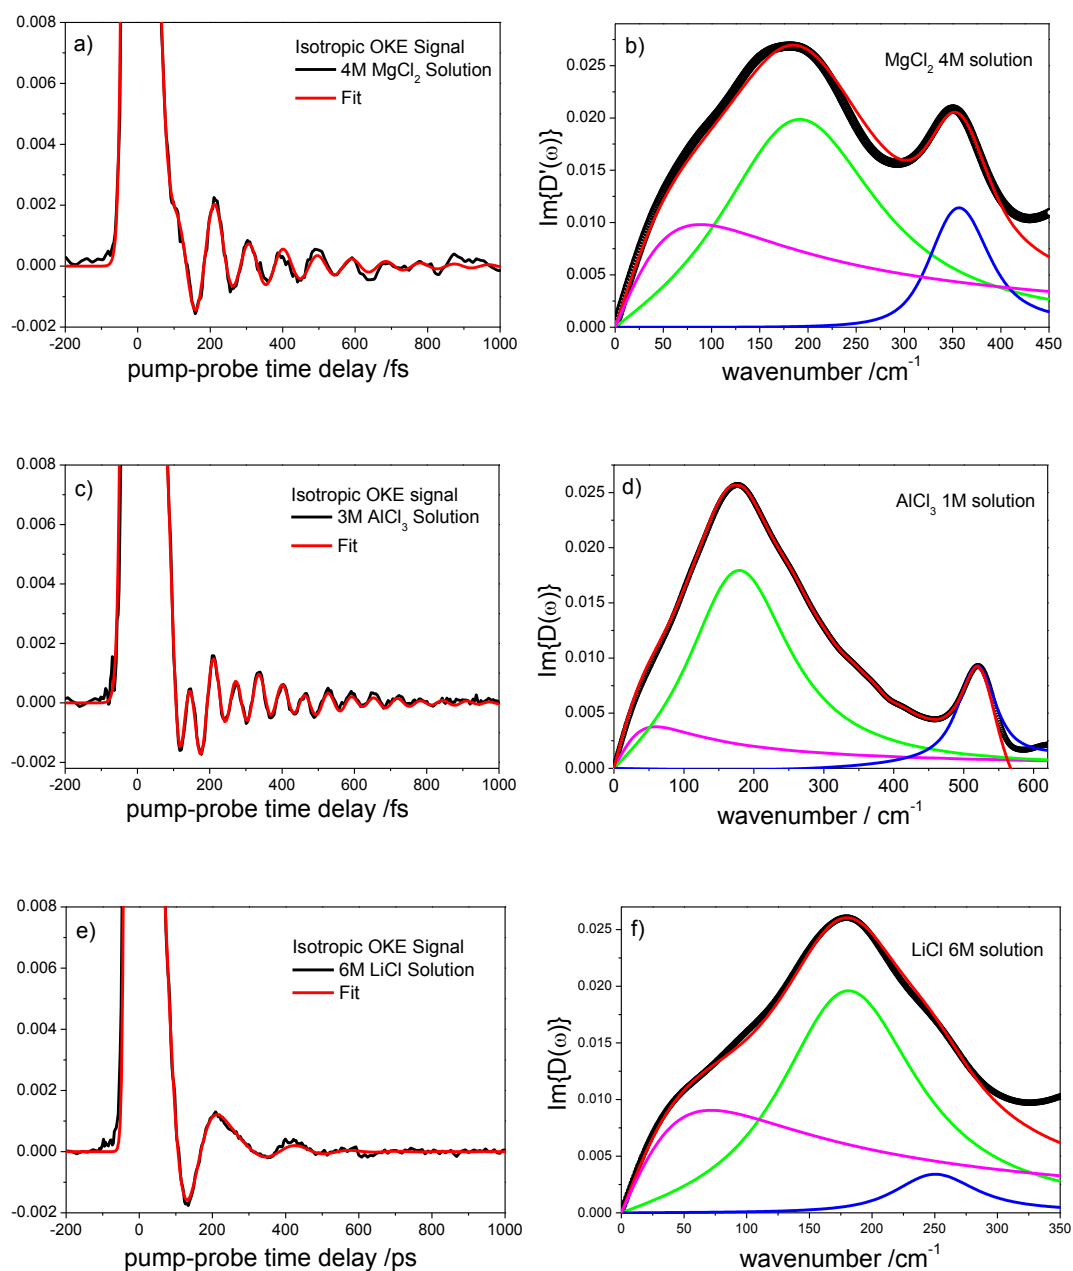 a)
Isotropic OKE Signal
4M MgCl₂ Solution
Fit
0.008
0.006
0.004
0.002
0.000
-0.002
-200 0 200 400 600 800 1000
pump-probe time delay /fs
b)
MgCl₂ 4M solution
Im{D'(ω)}
0.025
0.020
0.015
0.010
0.005
0.000
0 50 100 150 200 250 300 350 400 450
wavenumber /cm⁻¹
c)
Isotropic OKE signal
3M AlCl₃ Solution
Fit
0.008
0.006
0.004
0.002
0.000
-0.002
-200 0 200 400 600 800 1000
pump-probe time delay /fs
d)
AlCl₃ 1M solution
Im{D(ω)}
0.025
0.020
0.015
0.010
0.005
0.000
0 100 200 300 400 500 600
wavenumber / cm⁻¹
e)
Isotropic OKE Signal
6M LiCl Solution
Fit
0.008
0.006
0.004
0.002
0.000
-0.002
-200 0 200 400 600 800 1000
pump-probe time delay /ps
f)
LiCl 6M solution
Im{D(ω)}
0.025
0.020
0.015
0.010
0.005
0.000
0 50 100 150 200 250 300 350
wavenumber /cm⁻¹